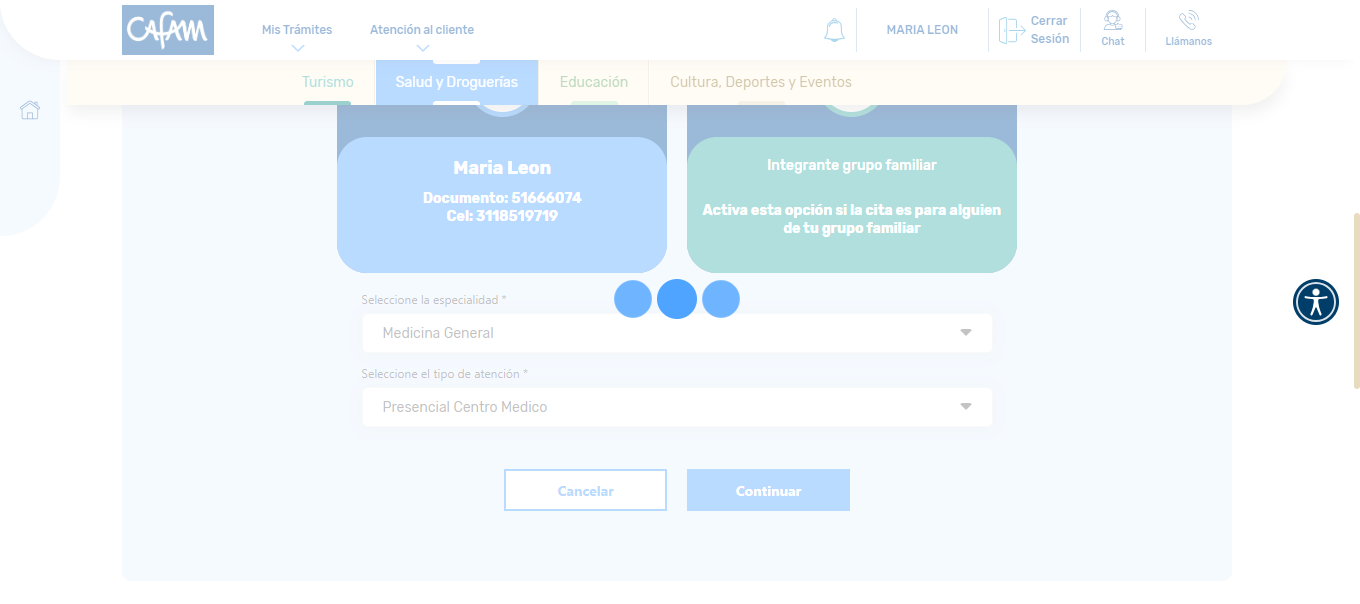 CAFAM
Mis Trámites
Atención al cliente
MARIA LEON
Cerrar
Sesión
Chat
Llámanos
Turismo
Salud y Droguerías
Educación
Cultura, Deportes y Eventos
Maria Leon
Documento: 51666074
Cel: 3118519719
Integrante grupo familiar
Activa esta opción si la cita es para alguien
de tu grupo familiar
Seleccione la especialidad *
Medicina General
Seleccione el tipo de atención *
Presencial Centro Medico
Cancelar
Continuar